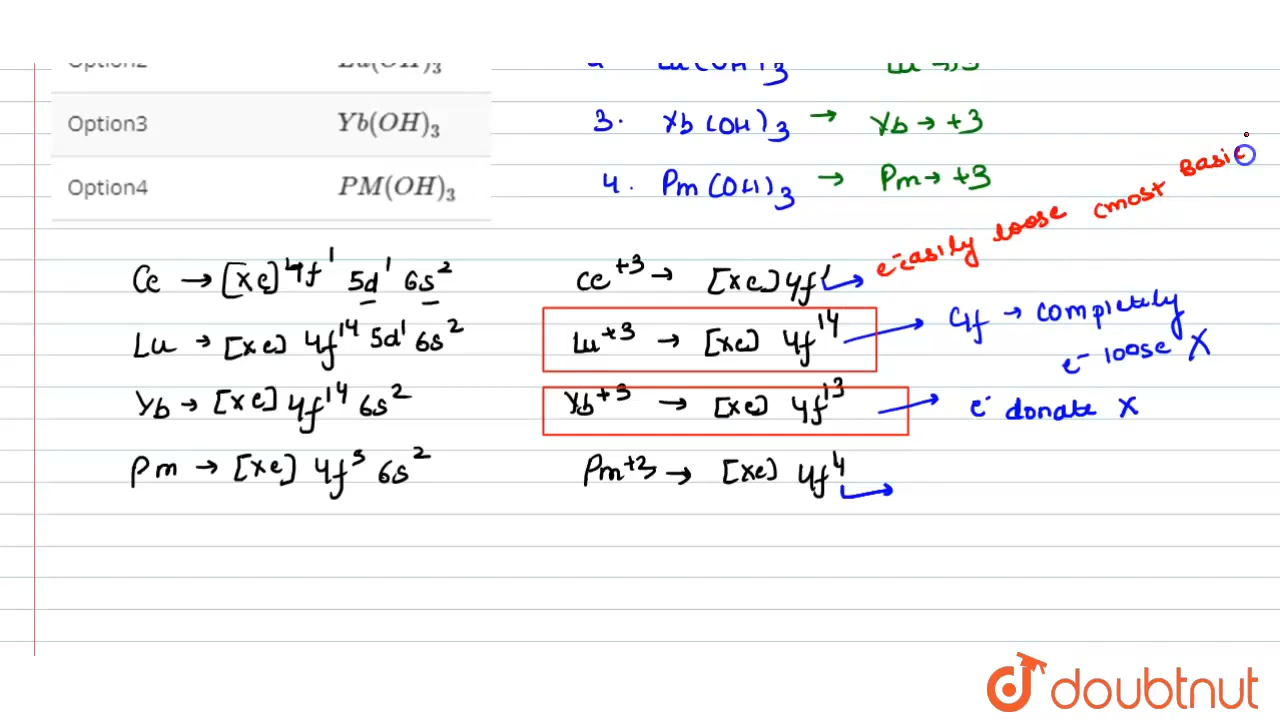 Option3 Yb(OH)3 3. Yb (OH)3 → Yb → +3
Option4 PM(OH)3 4. Pm (OH)3 → Pm → +3
e- easily loose (most basic
Ce → [Xe] 4f1 5d1 6s2 Ce+3 → [Xe] 4f1
Lu → [Xe] 4f14 5d1 6s2 Lu+3 → [Xe] 4f14 → 4f → completely
e- loose X
Yb → [Xe] 4f14 6s2 Yb+3 → [Xe] 4f13 → e- donate X
Pm → [Xe] 4f5 6s2 Pm+3 → [Xe] 4f4
doubtnut